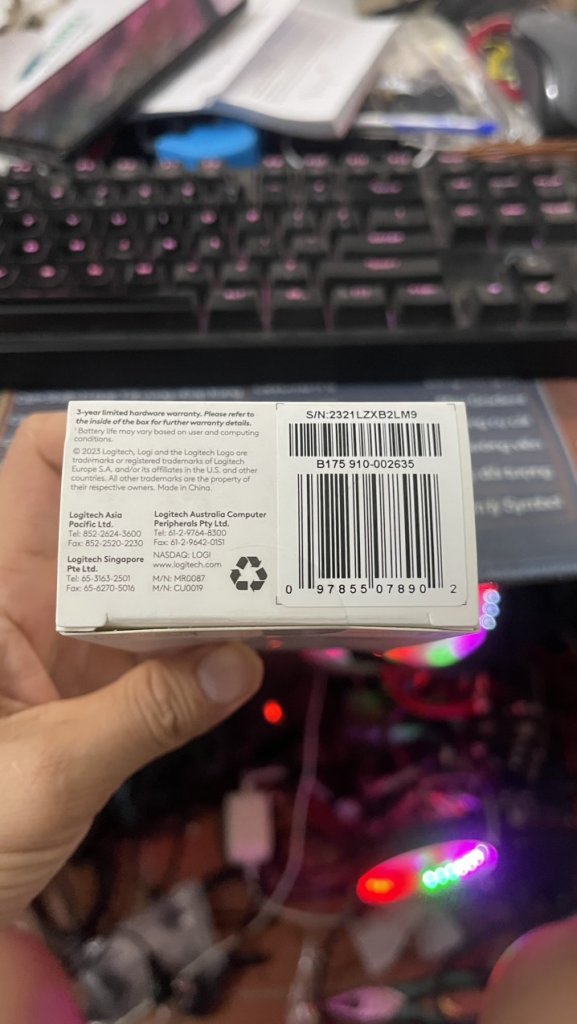 3-year limited hardware warranty. Please refer to
the inside of the box for further warranty details.
¹ Battery life may vary based on user and computing
conditions.
© 2023 Logitech, Logi and the Logitech Logo are
trademarks or registered trademarks of Logitech
Europe S.A. and/or its affiliates in the U.S. and other
countries. All other trademarks are the property of
their respective owners. Made in China.
Logitech Asia
Pacific Ltd.
Tel: 852-2624-3600
Fax: 852-2520-2230
Logitech Singapore
Pte Ltd.
Tel: 65-3163-2501
Fax: 65-6270-5016
Logitech Australia Computer
Peripherals Pty Ltd.
Tel: 61-2-9764-8300
Fax: 61-2-9642-0151
NASDAQ: LOGI
www.logitech.com
M/N: MR0087
M/N: CU0019
S/N:2321LZXB2LM9
B175 910-002635
0 97855 07890 2